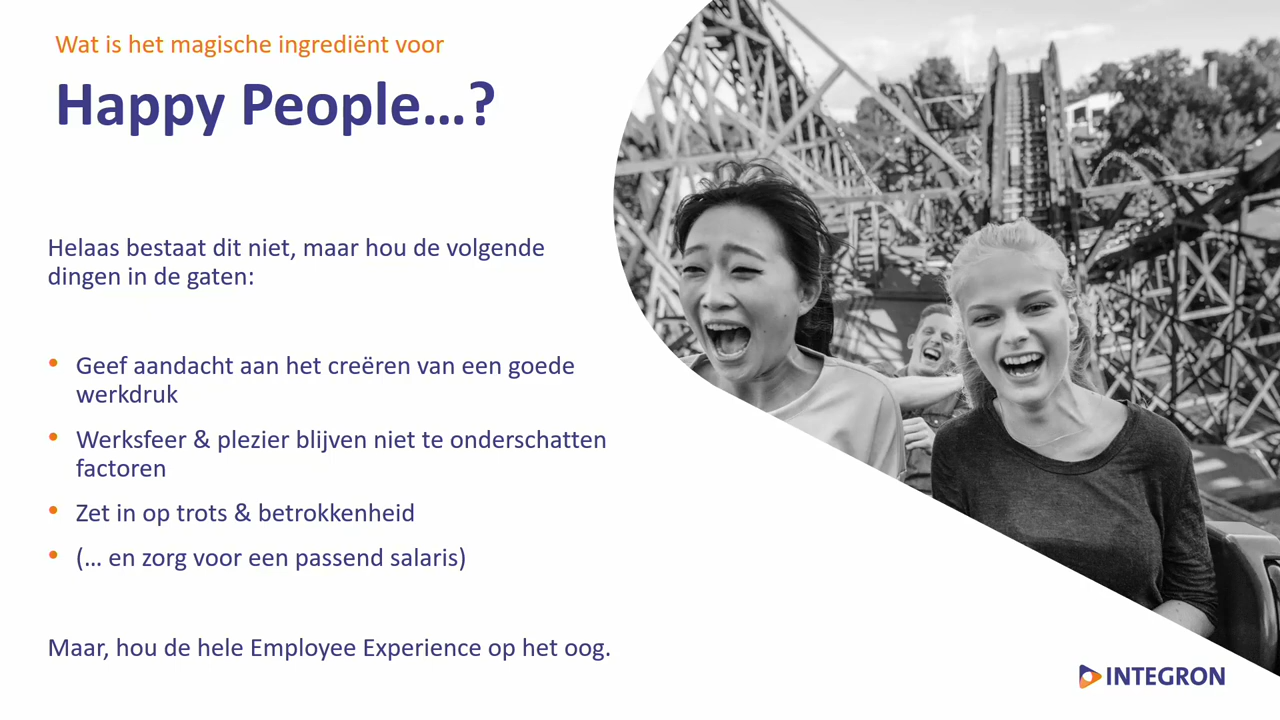 Wat is het magische ingrediënt voor
Happy People...?
Helaas bestaat dit niet, maar hou de volgende
dingen in de gaten:
• Geef aandacht aan het creëren van een goede
werkdruk
• Werksfeer & plezier blijven niet te onderschatten
factoren
• Zet in op trots & betrokkenheid
• (... en zorg voor een passend salaris)
Maar, hou de hele Employee Experience op het oog.
INTEGRON